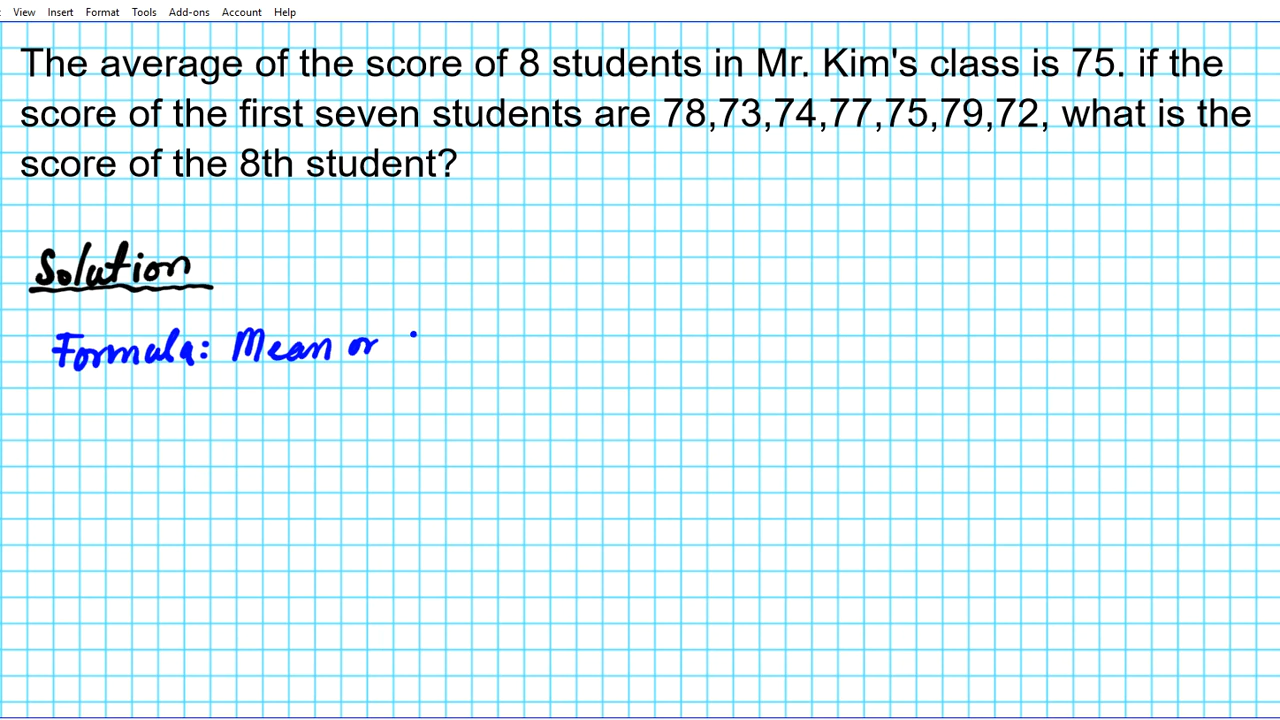 View Insert Format Tools Add-ons Account Help
The average of the score of 8 students in Mr. Kim's class is 75. if the
score of the first seven students are 78,73,74,77,75,79,72, what is the
score of the 8th student?
Solution
Formula: Mean or